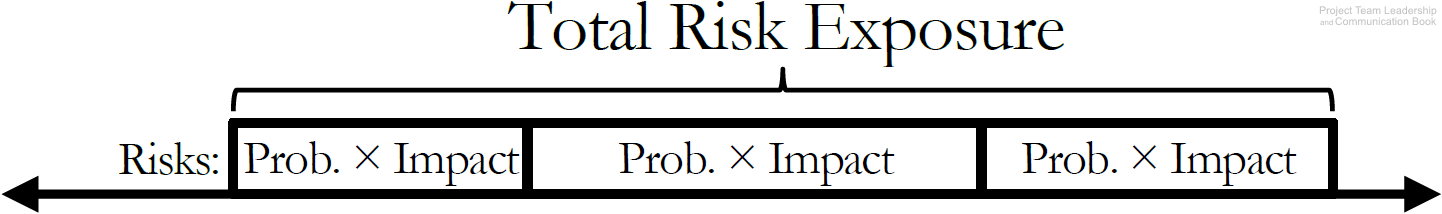 Total Risk Exposure
Project Team Leadership
and Communication Book
Risks: Prob. × Impact Prob. × Impact Prob. × Impact